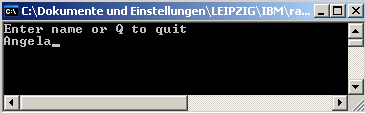 C:\Dokumente und Einstellungen\LEIPZIG\IBM\ra...
Enter name or Q to quit
Angela_